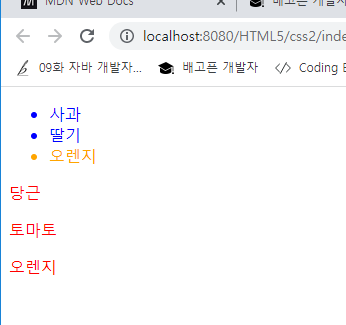 MDN Web Docs
배고픈 개발자
localhost:8080/HTML5/css2/inde
09화 자바 개발자... 배고픈 개발자 Coding E
사과
딸기
오렌지
당근
토마토
오렌지